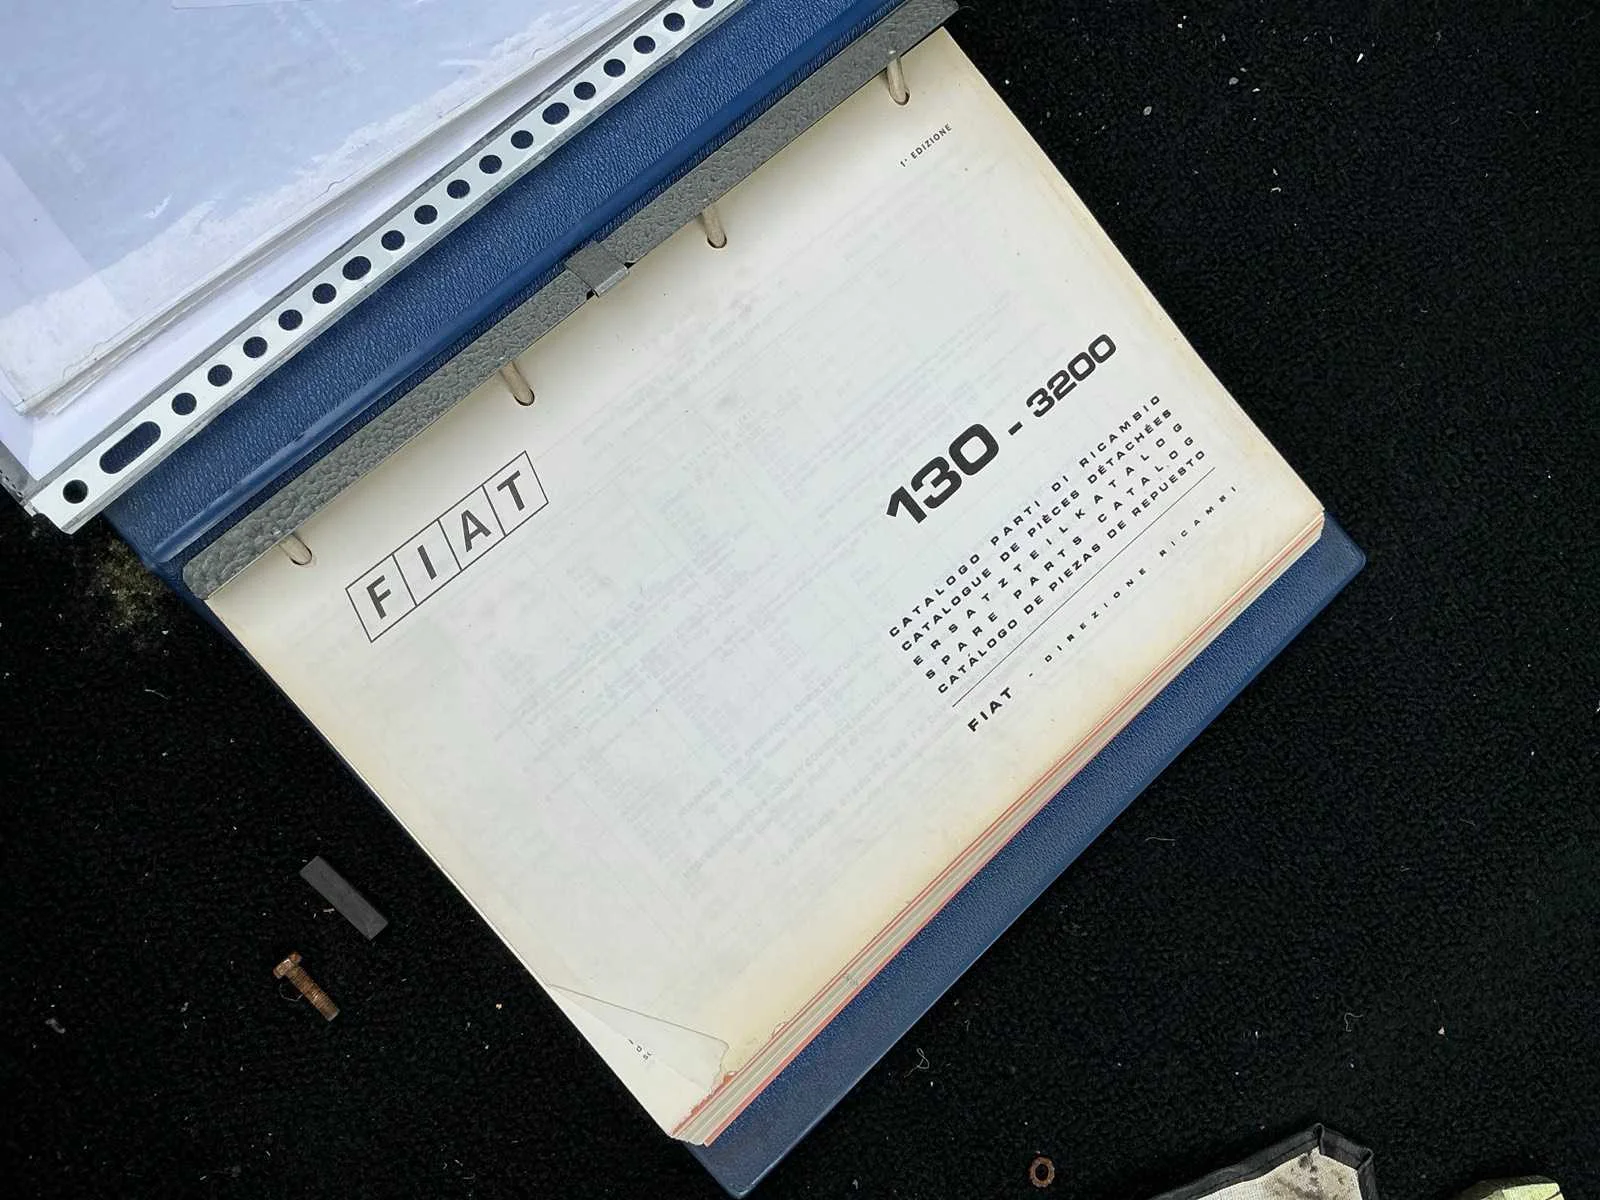 1ª EDIZIONE
FIAT
130 - 3200
CATALOGO PARTI DI RICAMBIO
CATALOGUE DE PIÈCES DÉTACHÉES
ERSATZTEILKATALOG
SPARE PARTS CATALOG
CATÁLOGO DE PIEZAS DE REPUESTO
FIAT - DIREZIONE RICAMBI